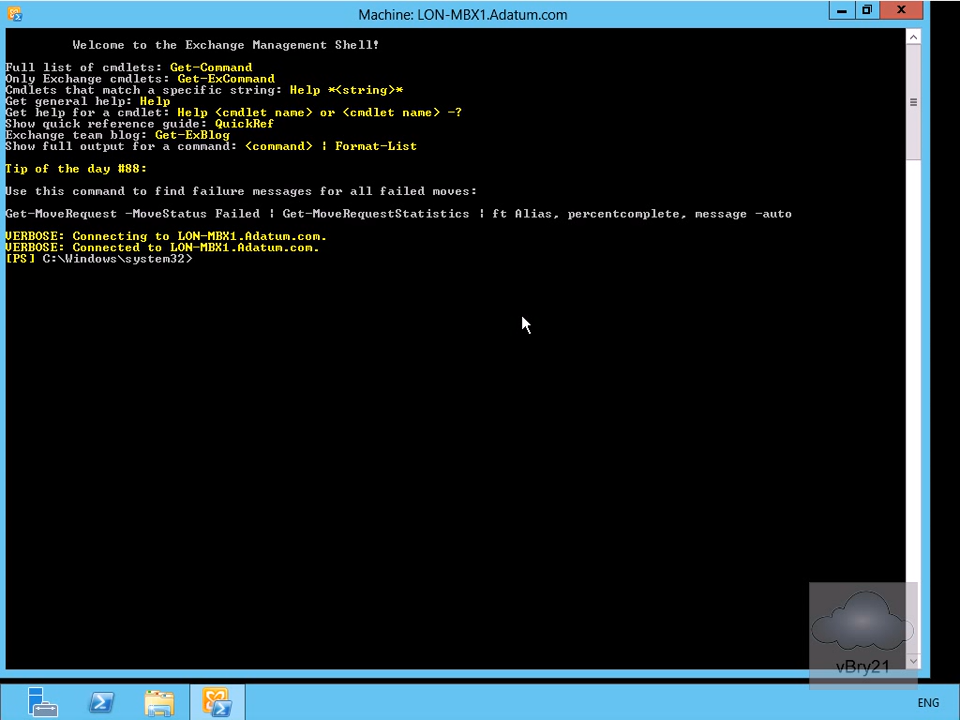 Machine: LON-MBX1.Adatum.com
Welcome to the Exchange Management Shell!
Full list of cmdlets: Get-Command
Only Exchange cmdlets: Get-ExCommand
Cmdlets that match a specific string: Help *<string>*
Get general help: Help
Get help for a cmdlet: Help <cmdlet name> or <cmdlet name> -?
Show quick reference guide: QuickRef
Exchange team blog: Get-ExBlog
Show full output for a command: <command> | Format-List
Tip of the day #88:
Use this command to find failure messages for all failed moves:
Get-MoveRequest -MoveStatus Failed | Get-MoveRequestStatistics | ft Alias, percentcomplete, message -auto
VERBOSE: Connecting to LON-MBX1.Adatum.com.
VERBOSE: Connected to LON-MBX1.Adatum.com.
[PS] C:\Windows\system32>
vBry21
ENG